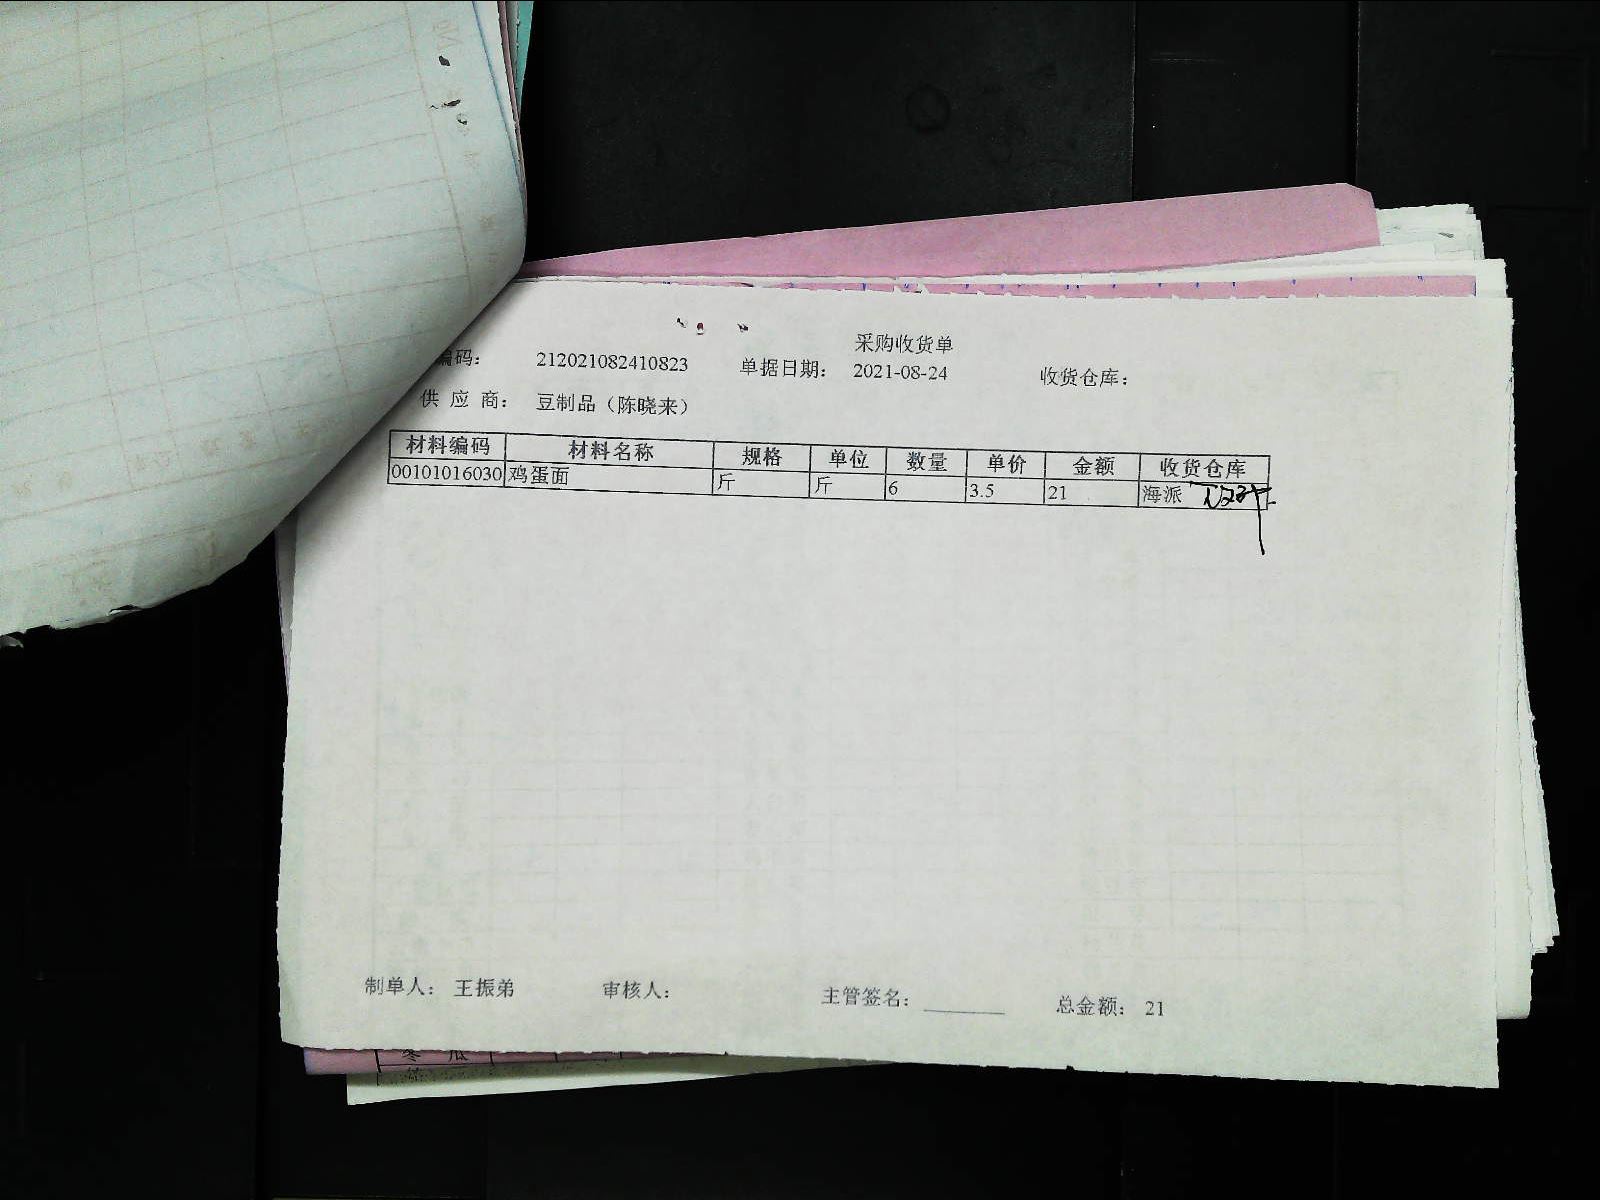 采购收货单
编码： 212021082410823 单据日期： 2021-08-24 收货仓库：
供 应 商： 豆制品（陈晓来）
材料编码 材料名称 规格 单位 数量 单价 金额 收货仓库
00101016030 鸡蛋面 斤 斤 6 3.5 21 海派
制单人： 王振弟 审核人： 主管签名： ________ 总金额： 21
冬 瓜